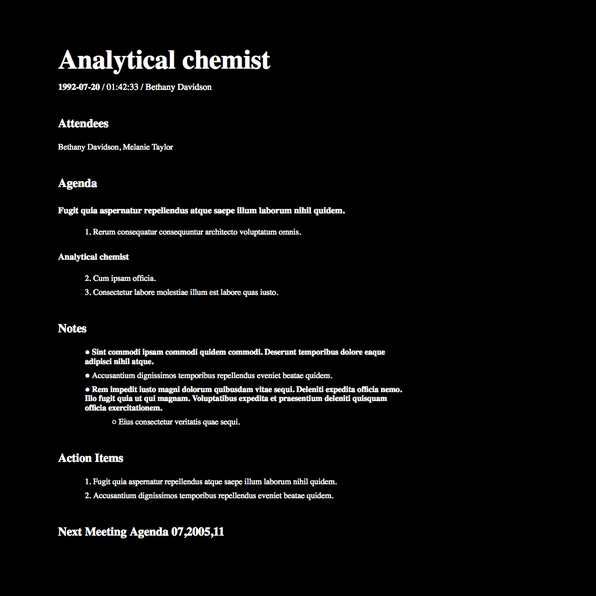 Analytical chemist
1992-07-20 / 01:42:33 / Bethany Davidson
Attendees
Bethany Davidson, Melanie Taylor
Agenda
Fugit quia aspernatur repellendus atque saepe illum laborum nihil quidem.
1. Rerum consequatur consequuntur architecto voluptatum omnis.
Analytical chemist
2. Cum ipsam officia.
3. Consectetur labore molestiae illum est labore quas iusto.
Notes
● Sint commodi ipsam commodi quidem commodi. Deserunt temporibus dolore eaque
adipisci nihil atque.
● Accusantium dignissimos temporibus repellendus eveniet beatae quidem.
● Rem impedit iusto magni dolorum quibusdam vitae sequi. Deleniti expedita officia nemo.
Illo fugit quia ut qui magnam. Voluptatibus expedita et praesentium deleniti quisquam
officia exercitationem.
○ Eius consectetur veritatis quae sequi.
Action Items
1. Fugit quia aspernatur repellendus atque saepe illum laborum nihil quidem.
2. Accusantium dignissimos temporibus repellendus eveniet beatae quidem.
Next Meeting Agenda 07,2005,11